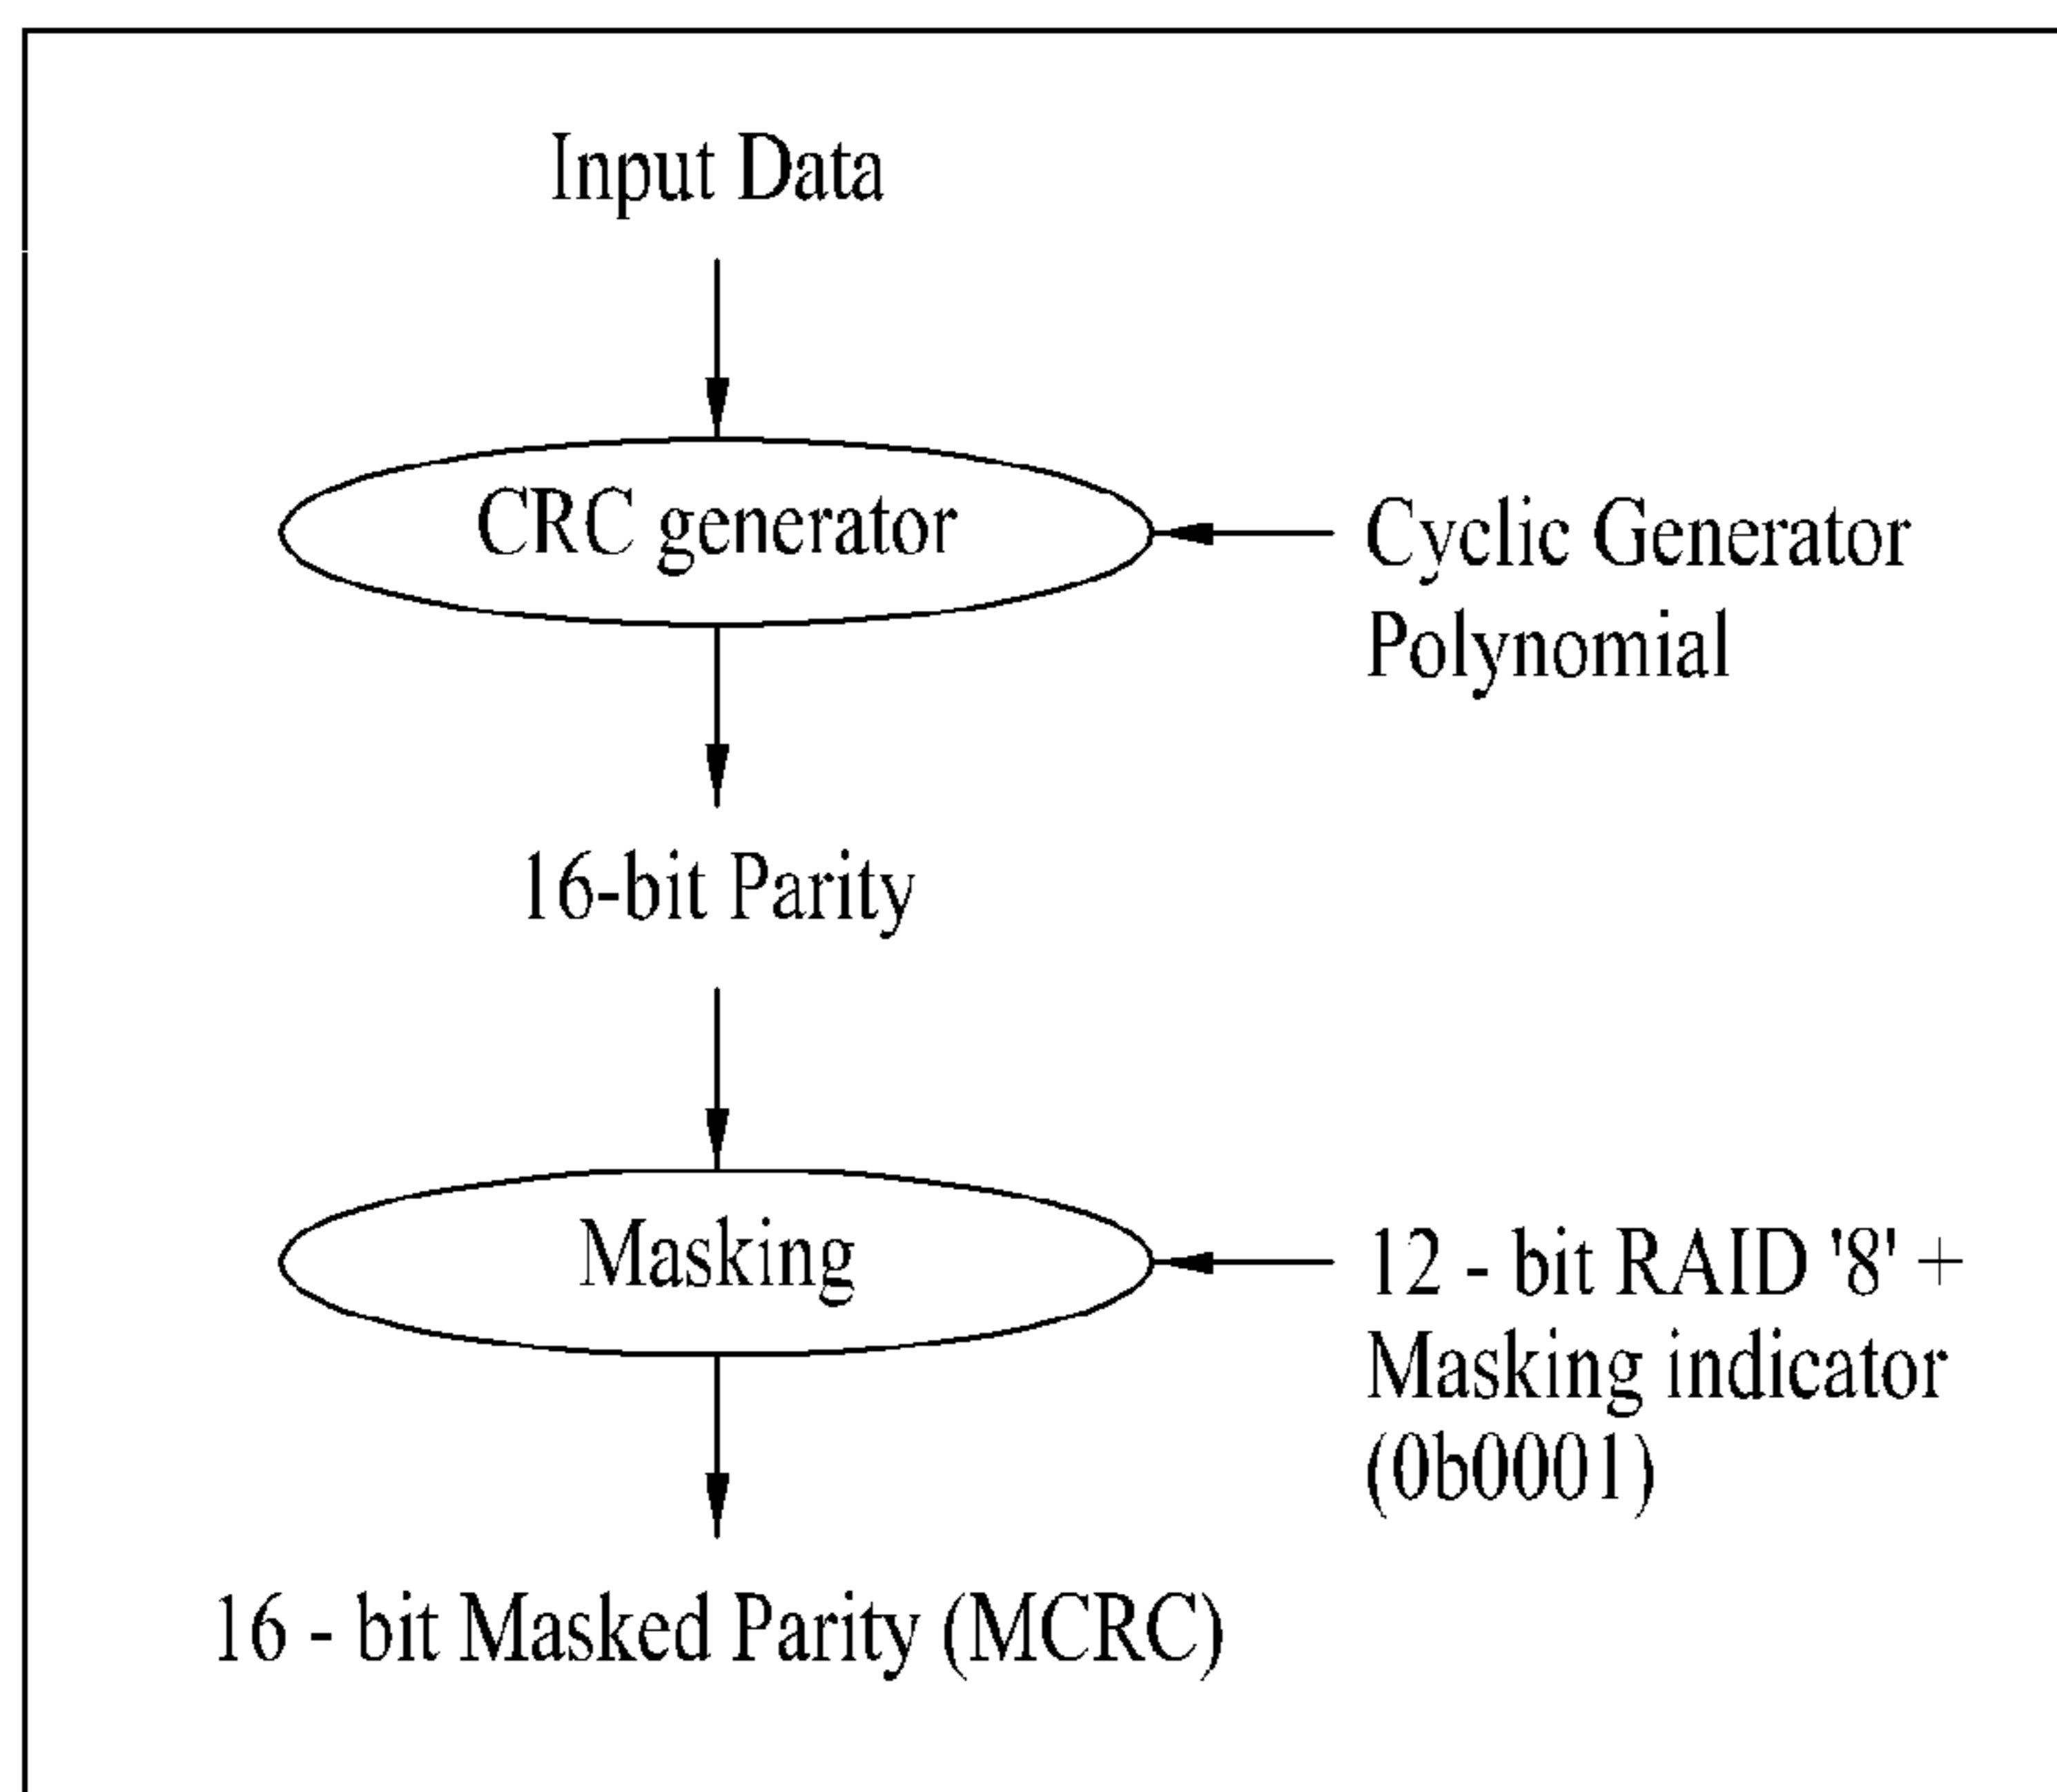 Input Data
CRC generator
Cyclic Generator
Polynomial
16-bit Parity
Masking
12 - bit RAID '8' +
Masking indicator
(0b0001)
16 - bit Masked Parity (MCRC)